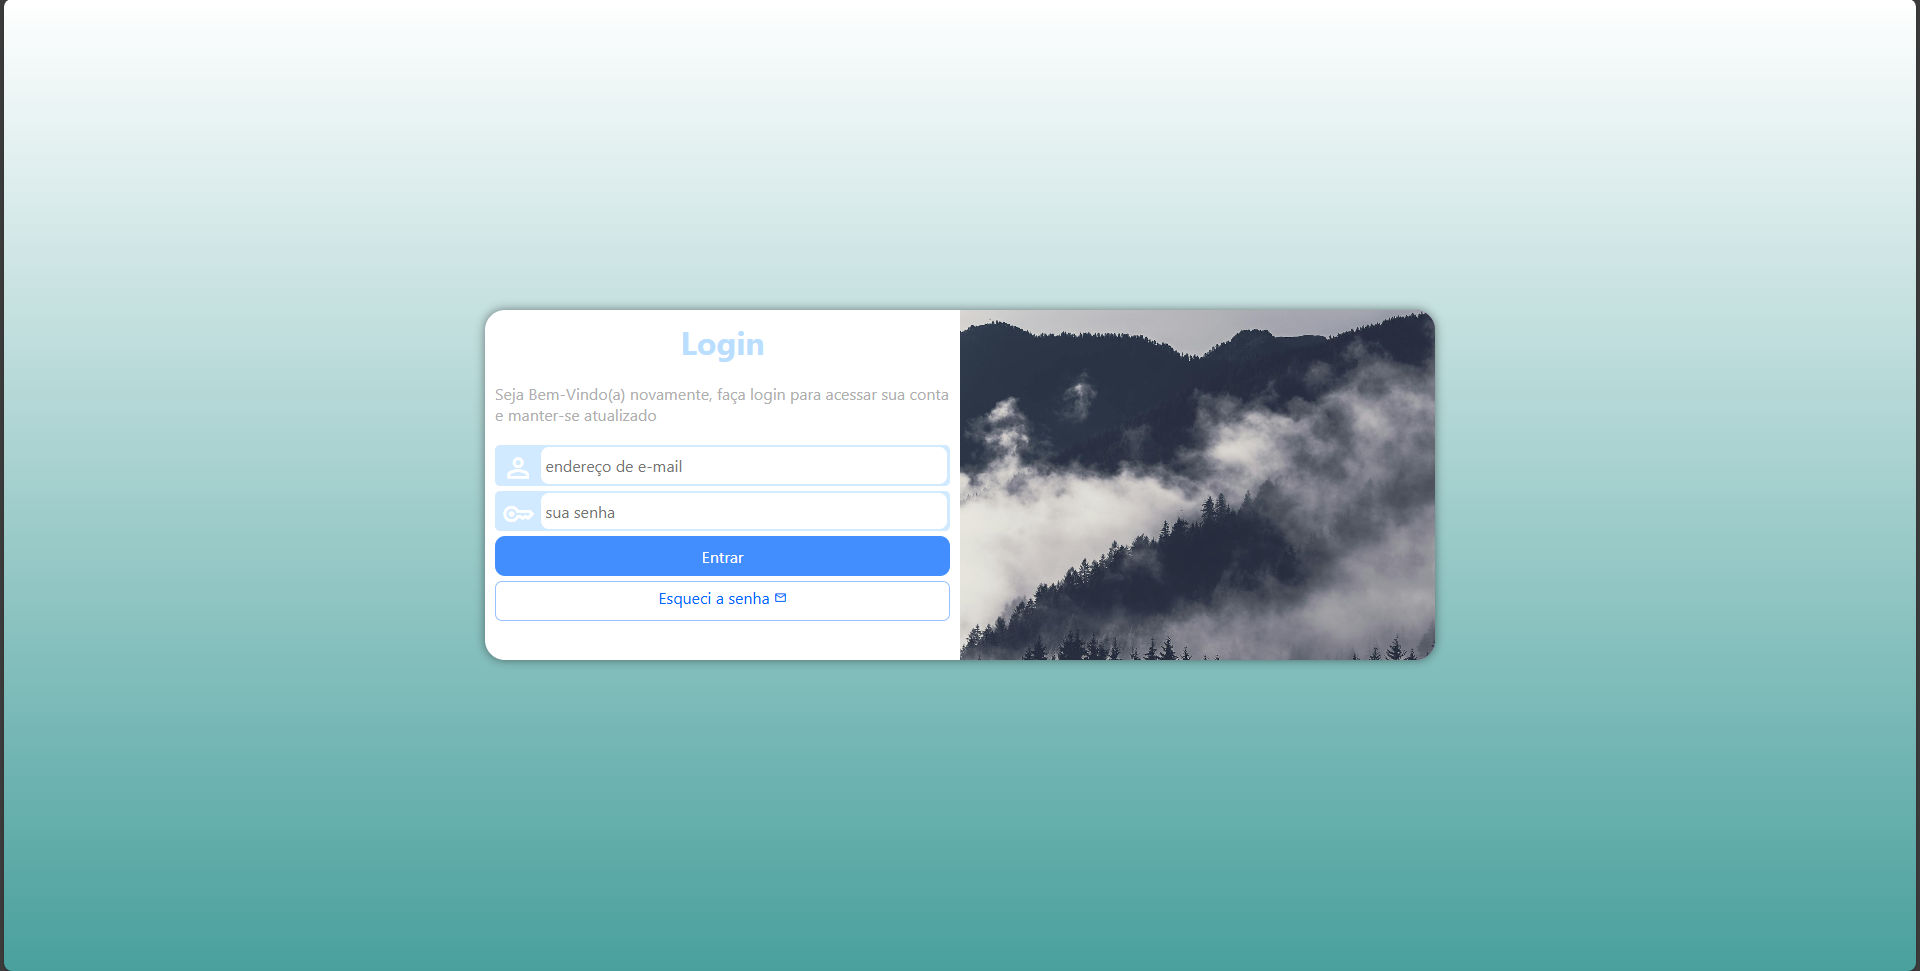 Login
Seja Bem-Vindo(a) novamente, faça login para acessar sua conta
e manter-se atualizado
endereço de e-mail
sua senha
Entrar
Esqueci a senha